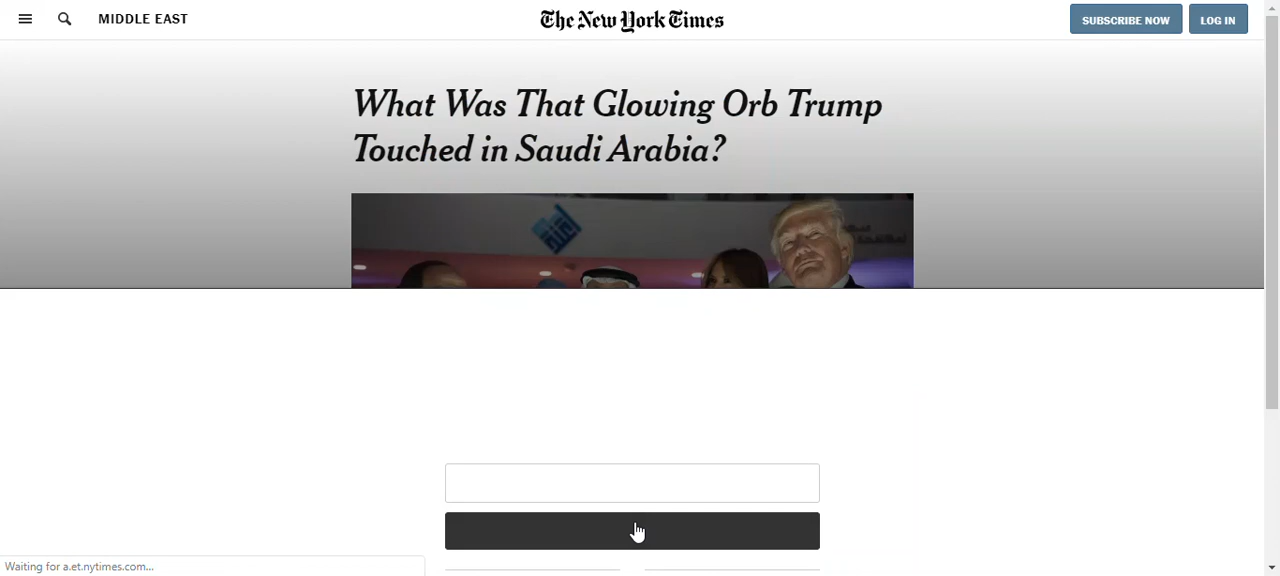 MIDDLE EAST
The New York Times
SUBSCRIBE NOW
LOG IN
What Was That Glowing Orb Trump
Touched in Saudi Arabia?
Waiting for a.et.nytimes.com...